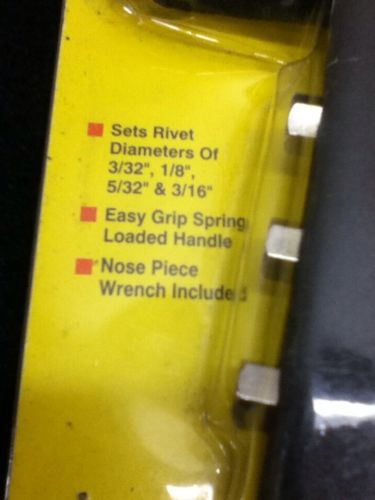 Sets Rivet
Diameters Of
3/32", 1/8",
5/32" & 3/16"
Easy Grip Spring
Loaded Handle
Nose Piece
Wrench Included